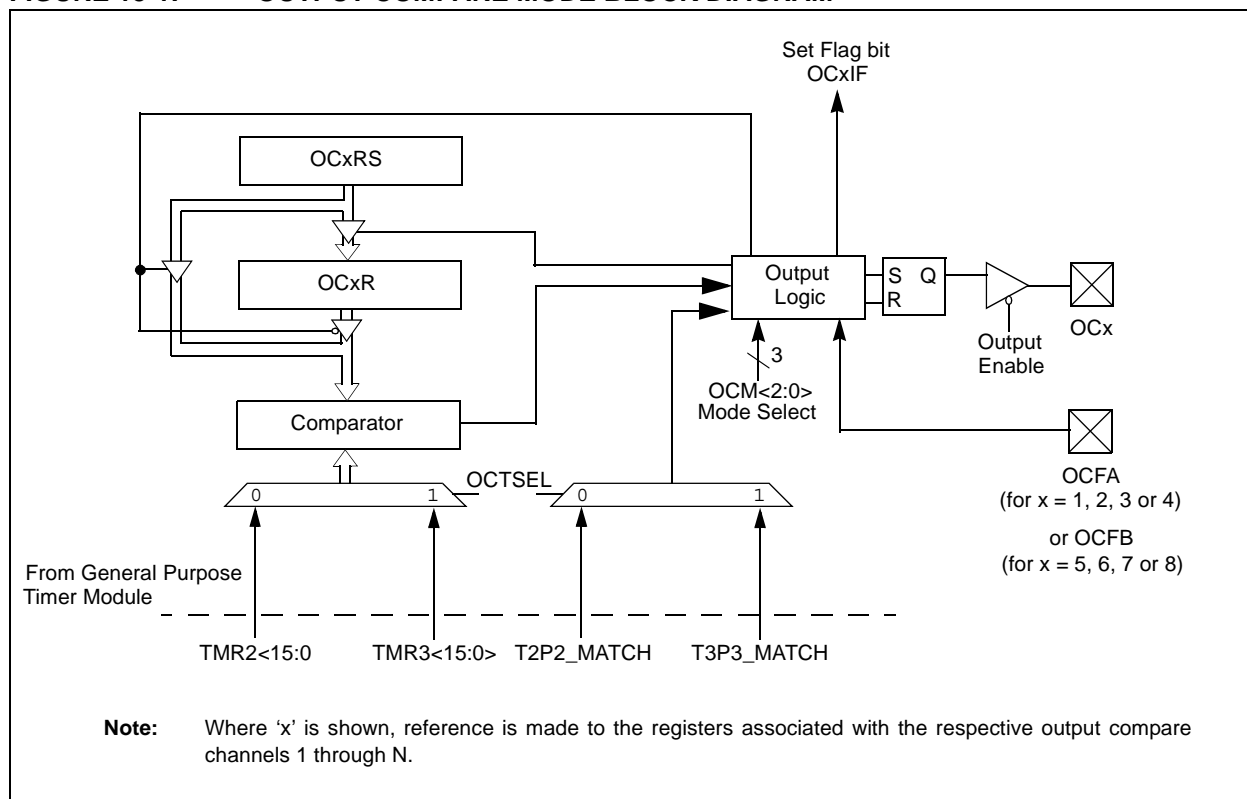 Set Flag bit
OCxIF
OCxRS
OCxR
Output
Logic
S Q
R
OCx
Output
Enable
3
OCM<2:0>
Mode Select
Comparator
OCTSEL
0 1
0 1
OCFA
(for x = 1, 2, 3 or 4)
or OCFB
(for x = 5, 6, 7 or 8)
From General Purpose
Timer Module
TMR2<15:0 TMR3<15:0> T2P2_MATCH T3P3_MATCH
Note: Where ‘x’ is shown, reference is made to the registers associated with the respective output compare
channels 1 through N.